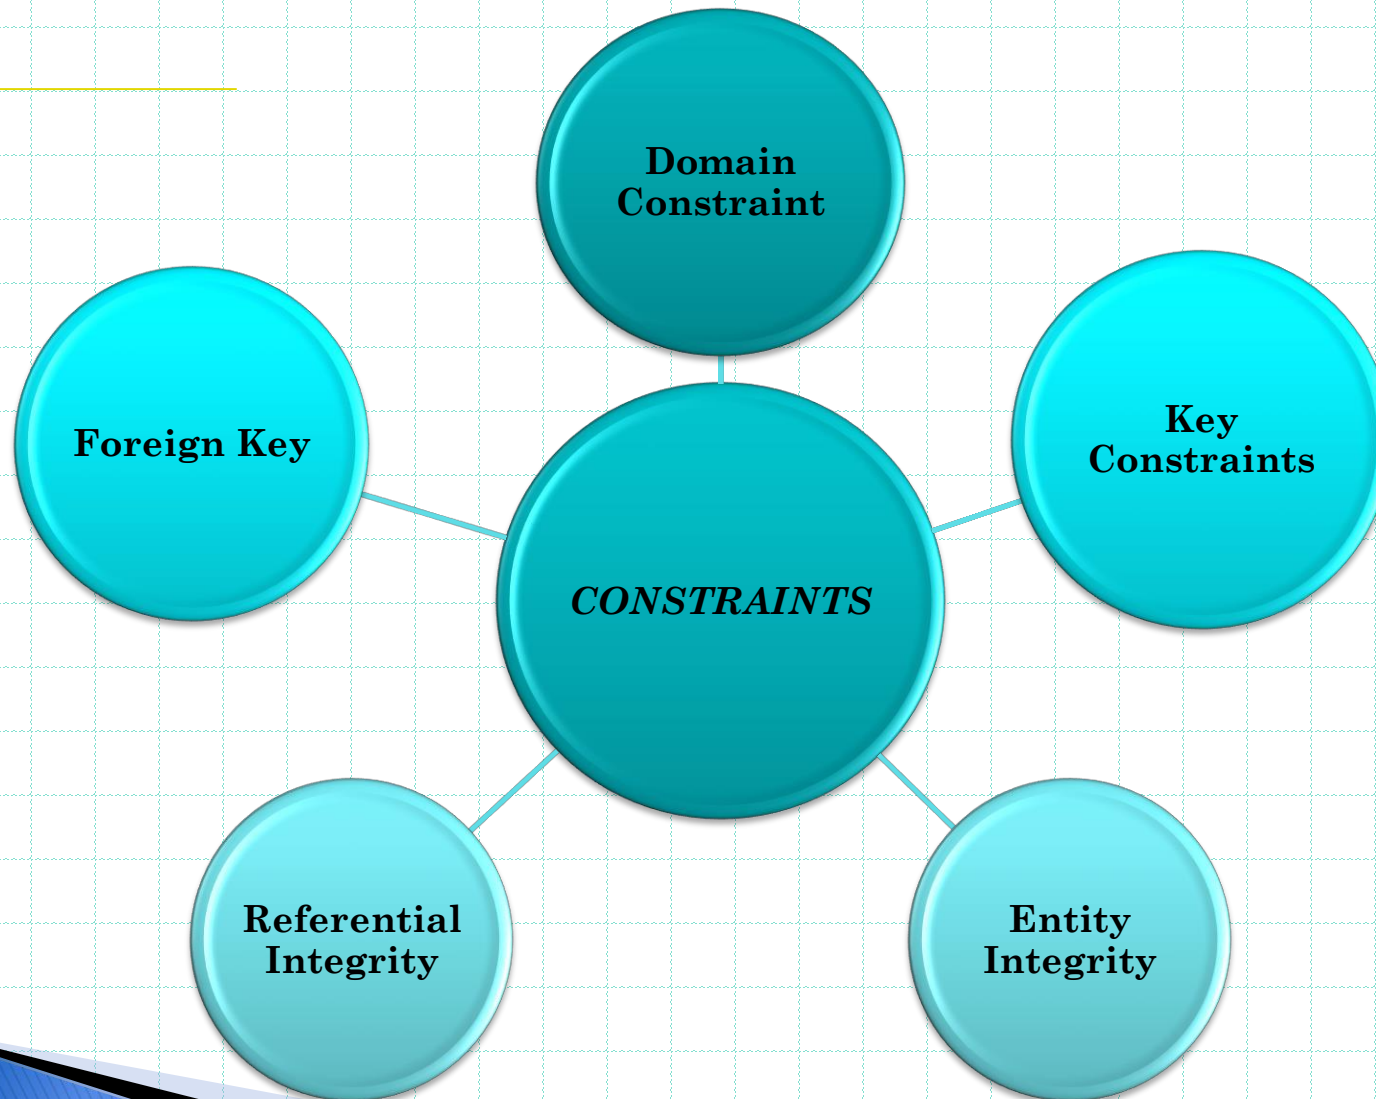 Domain
Constraint
Key
Constraints
Foreign Key
CONSTRAINTS
Referential
Integrity
Entity
Integrity